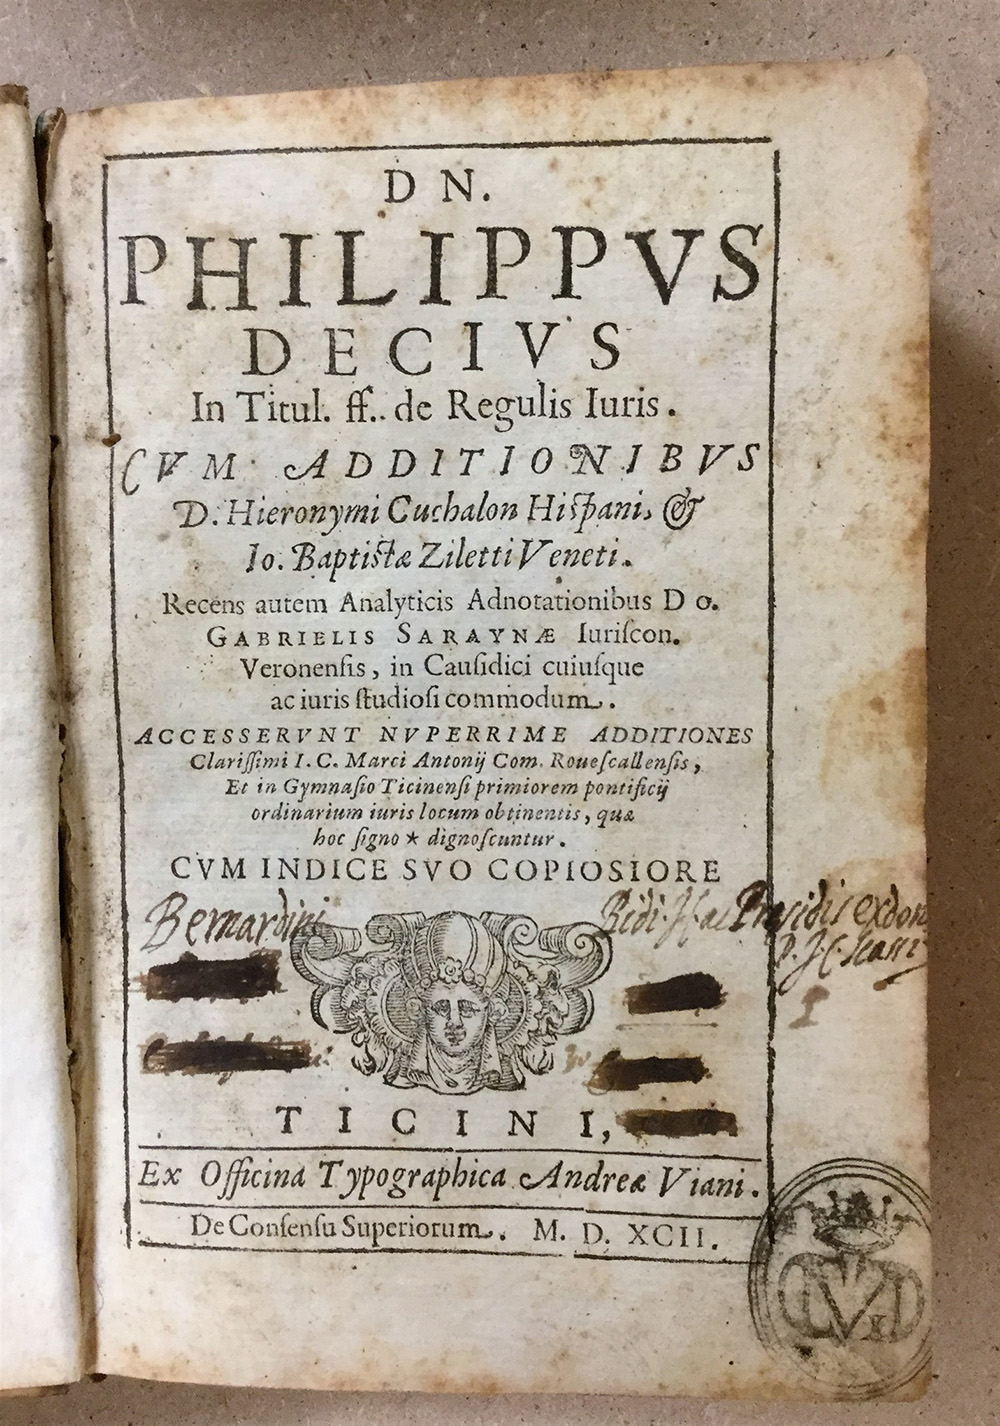 DN.
PHILIPPVS
DECIVS
In Titul. ff. de Regulis Iuris.
CVM ADDITIONIBVS
D. Hieronymi Cuchalon Hiſpani, &
Io. Baptiſtæ Ziletti Veneti.
Recens autem Analyticis Adnotationibus D o.
GABRIELIS SARAYNÆ Iuriſcon.
Veronenſis, in Cauſidici cuiuſque
ac iuris ſtudioſi commodum.
ACCESSERVNT NVPERRIME ADDITIONES
Clariſſimi I. C. Marci Antonij Com. Roueſcallenſis,
Et in Gymnaſio Ticinenſi primiorem pontificij
ordinarium iuris locum obtinentis, quæ
hoc ſigno * dignoſcuntur.
CVM INDICE SVO COPIOSIORE
Bernardini Præsidis ex don
TICINI,
Ex Officina Typographica Andreæ Viani.
De Conſenſu Superiorum. M. D. XCII.